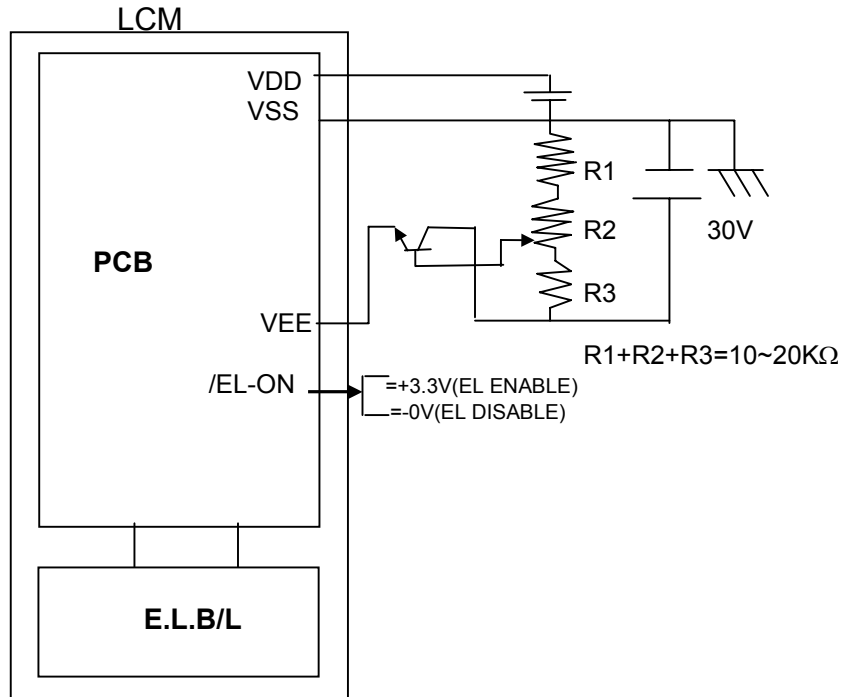 LCM
VDD
VSS
R1
R2
30V
PCB
R3
VEE
R1+R2+R3=10~20KΩ
/EL-ON
=+3.3V(EL ENABLE)
=-0V(EL DISABLE)
E.L.B/L